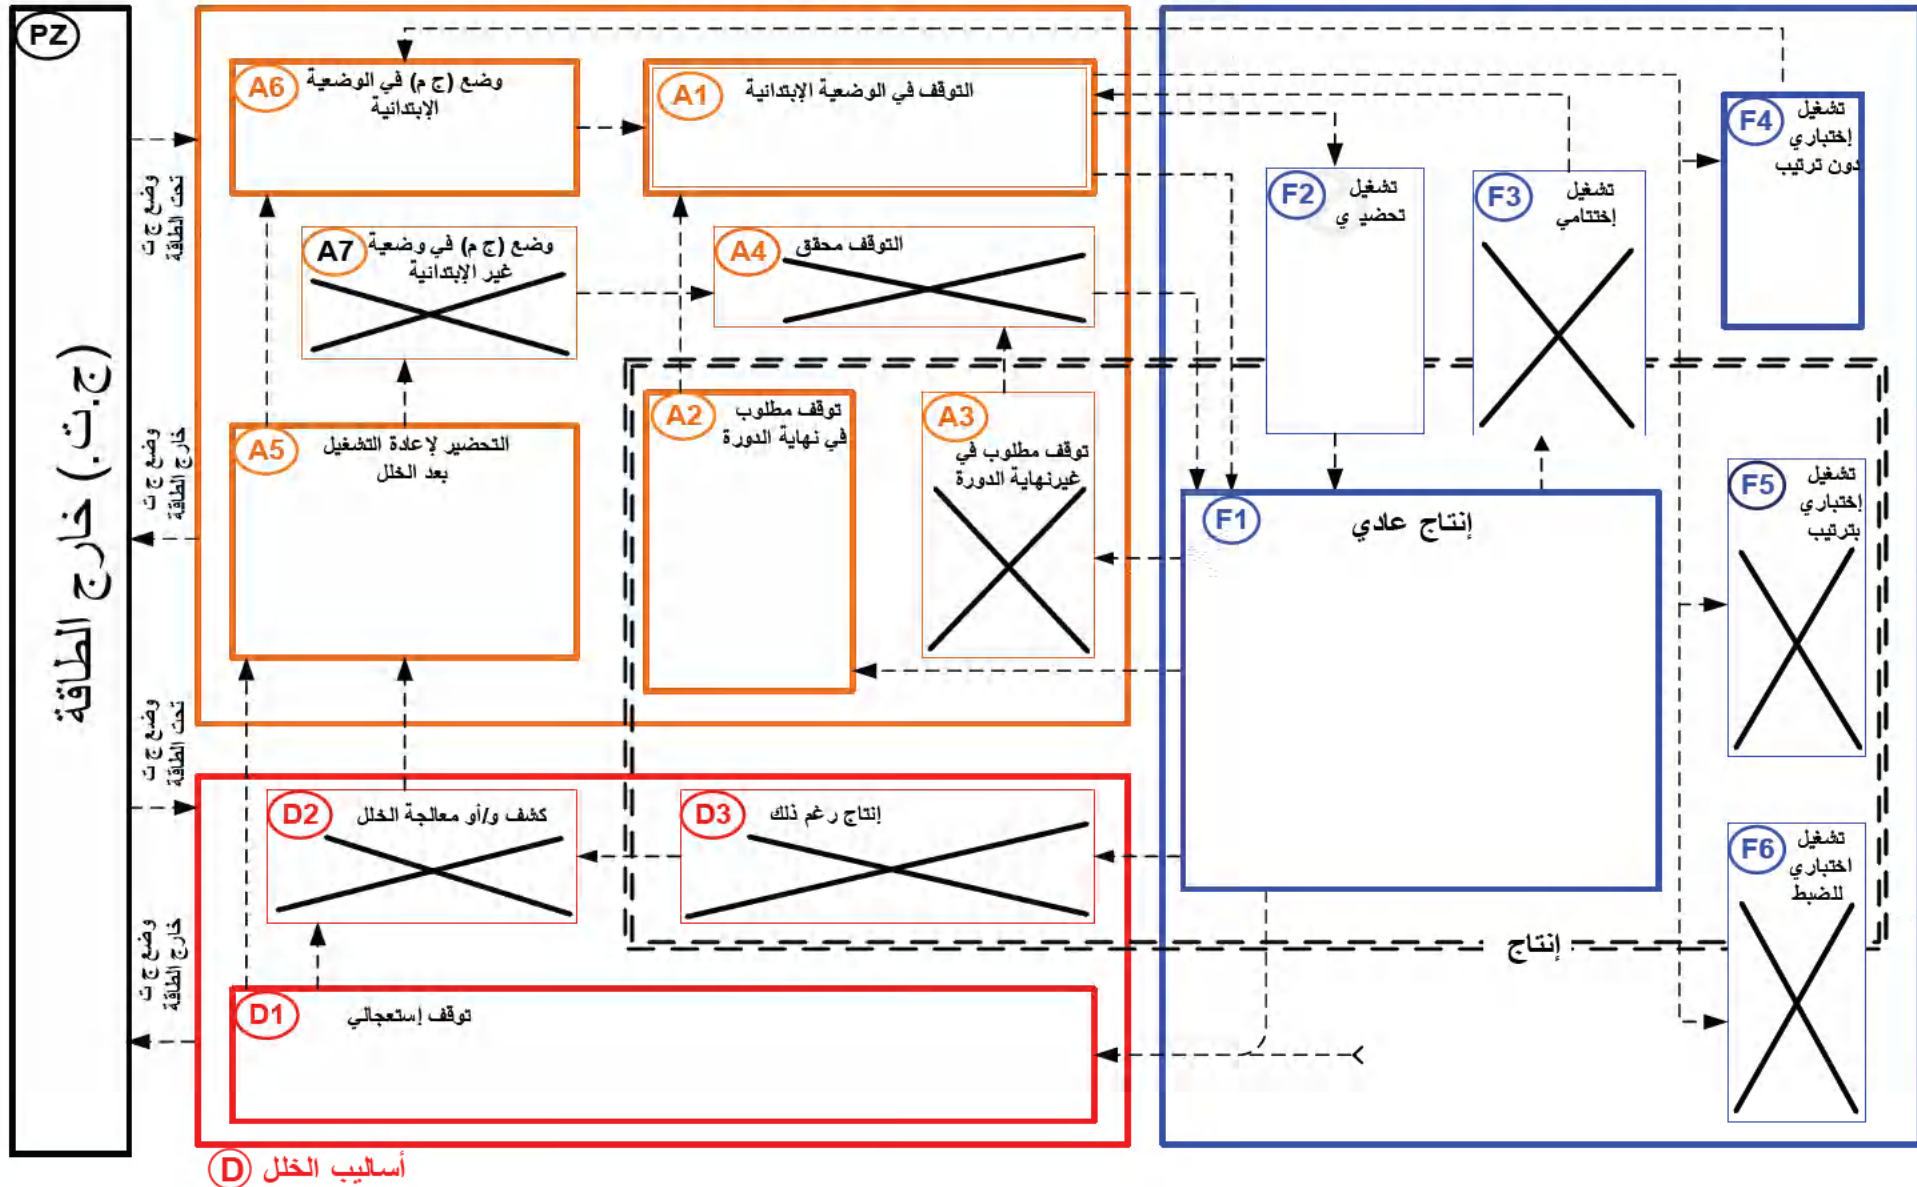 PZ
(ج.ت.) خارج الطاقة
وضع ج ت
تحت الطاقة
وضع ج ت
خارج الطاقة
وضع ج ت
تحت الطاقة
وضع ج ت
خارج الطاقة
A6
وضع (ج م) في الوضعية
الإبتدائية
A1
التوقف في الوضعية الإبتدائية
A7
وضع (ج م) في وضعية
غير الإبتدائية
A4
التوقف محقق
A5
التحضير لإعادة التشغيل
بعد الخلل
A2
توقف مطلوب
في نهاية الدورة
A3
توقف مطلوب في
غيرنهاية الدورة
F2
تشغيل
تحضيري
F3
تشغيل
إختتامي
F4
تشغيل
إختباري
دون ترتيب
F1
إنتاج عادي
F5
تشغيل
إختباري
بترتيب
F6
تشغيل
اختباري
للضبط
D2
كشف و/أو معالجة الخلل
D3
إنتاج رغم ذلك
إنتاج
D1
توقف إستعجالي
أساليب الخلل D